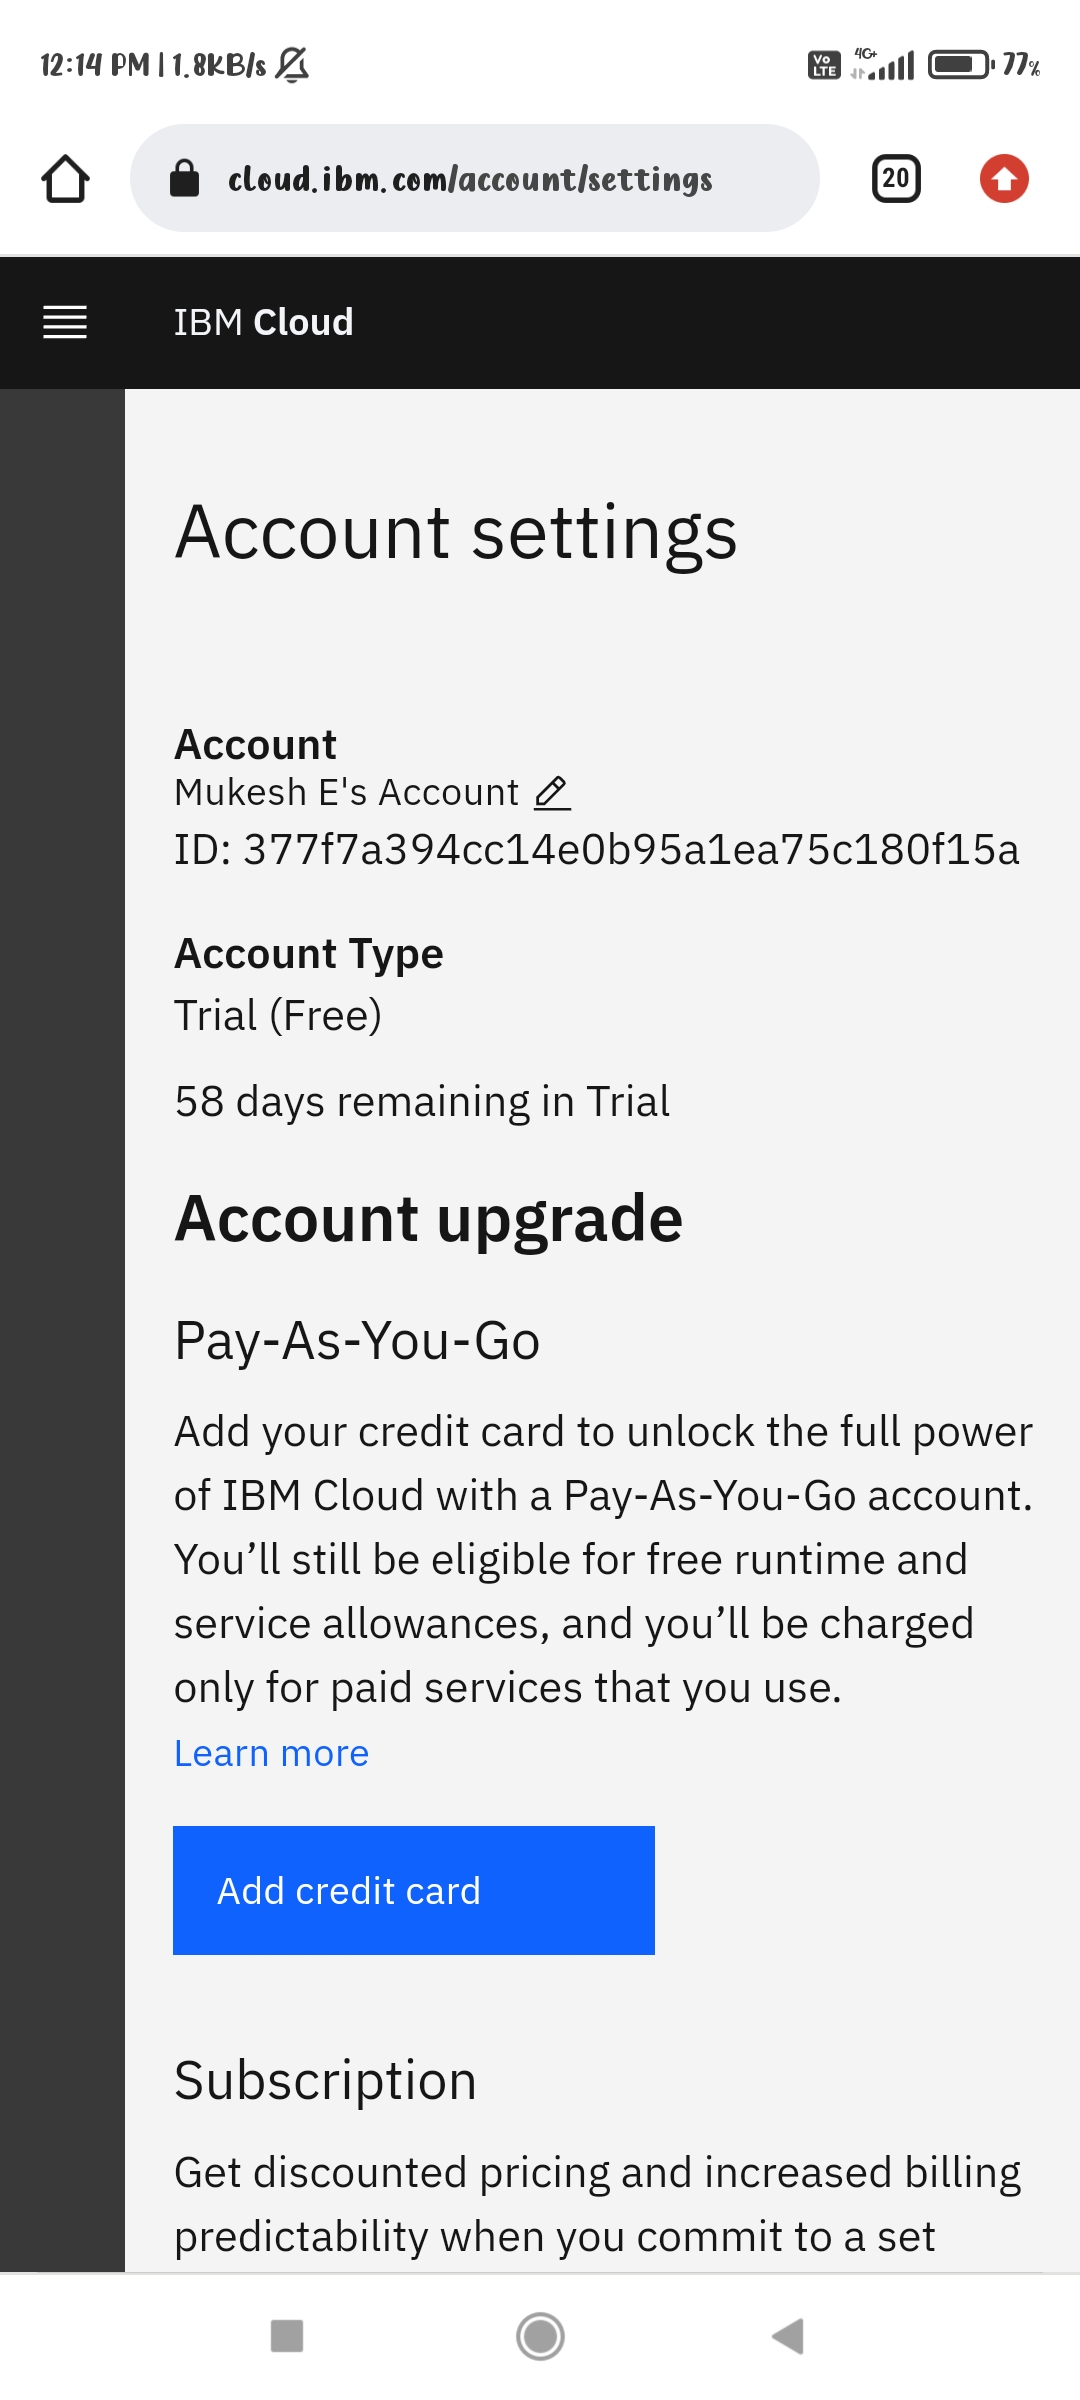 12:14 PM | 1.8KB/s
Vo LTE 4G+ 77%
cloud.ibm.com/account/settings
20
IBM Cloud
Account settings
Account
Mukesh E's Account
ID: 377f7a394cc14e0b95a1ea75c180f15a
Account Type
Trial (Free)
58 days remaining in Trial
Account upgrade
Pay-As-You-Go
Add your credit card to unlock the full power
of IBM Cloud with a Pay-As-You-Go account.
You’ll still be eligible for free runtime and
service allowances, and you’ll be charged
only for paid services that you use.
Learn more
Add credit card
Subscription
Get discounted pricing and increased billing
predictability when you commit to a set